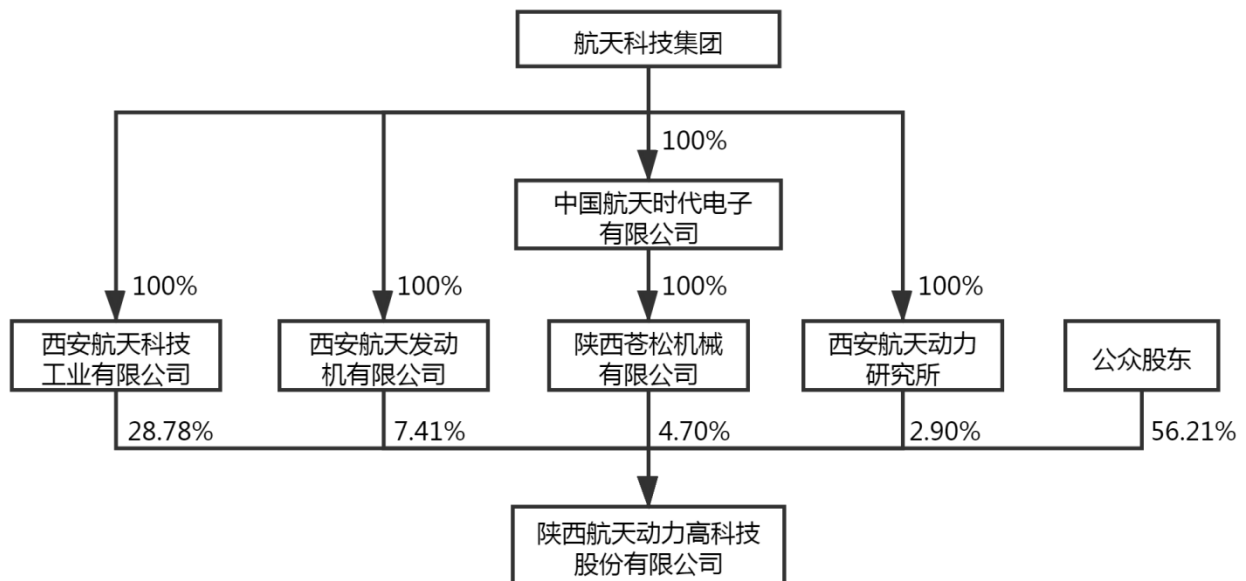 航天科技集团
100%
中国航天时代电子
有限公司
100%
100%
100%
100%
西安航天科技
工业有限公司
西安航天发动
机有限公司
陕西苍松机械
有限公司
西安航天动力
研究所
公众股东
28.78%
7.41%
4.70%
2.90%
56.21%
陕西航天动力高科技
股份有限公司